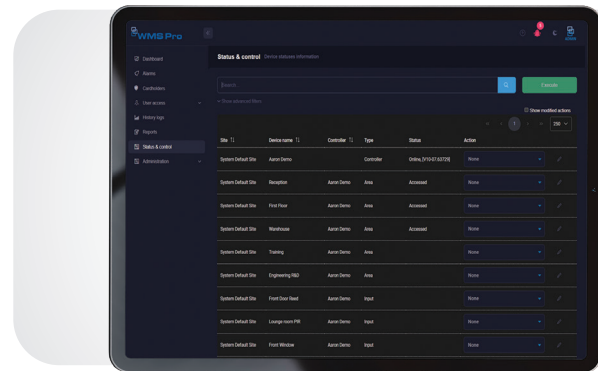 WMS Pro
Dashboard
Alarms
Cardholders
User access
History logs
Reports
Status & control
Administration
Status & control Device statuses information
Search...
Execute
Show advanced filters
Show modified actions
1 250
Site Device name Controller Type Status Action
System Default Site Aaron Demo Controller Online, [V10-07.62729] None
System Default Site Reception Aaron Demo Area Accessed None
System Default Site First Floor Aaron Demo Area Accessed None
System Default Site Warehouse Aaron Demo Area Accessed None
System Default Site Training Aaron Demo Area None
System Default Site Engineering R&D Aaron Demo Area None
System Default Site Front Door Reed Aaron Demo Input None
System Default Site Lounge room PIR Aaron Demo Input None
System Default Site Front Window Aaron Demo Input None